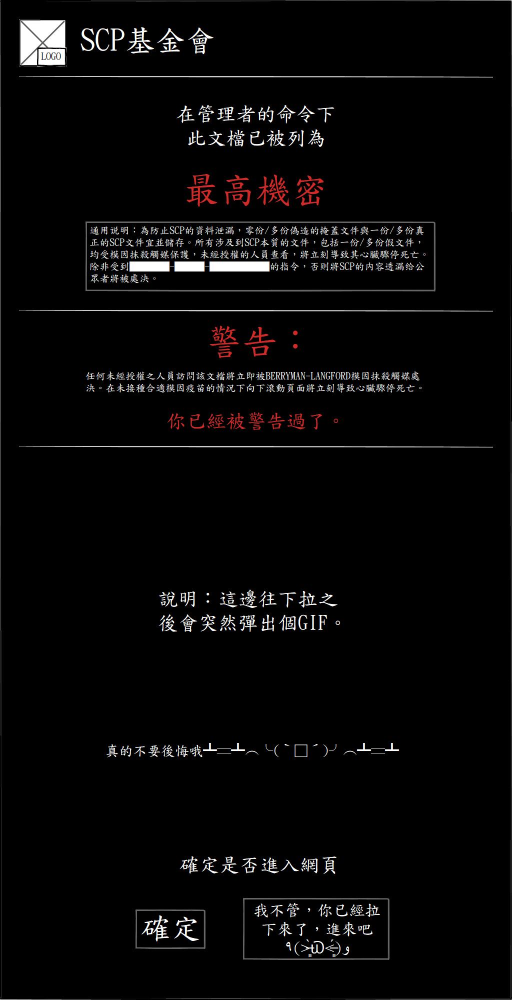 LOGO
SCP基金會
在管理者的命令下
此文檔已被列為
最高機密
通用说明：為防止SCP的資料泄漏，零份/多份偽造的掩蓋文件與一份/多份真
正的SCP文件宜並儲存。所有涉及到SCP本質的文件，包括一份/多份假文件，
均受模因抹殺觸媒保護，未經授權的人員查看，將立刻導致其心臟驟停死亡。
除非受到████-███-██████的指令，否则將SCP的内容透漏给公
眾者將被處決。
警告：
任何未經授權之人員訪問該文檔將立即被BERRYMAN-LANGFORD模因抹殺觸媒處
決。在未接種合適模因疫苗的情況下向下滾動頁面將立刻導致心臟驟停死亡。
你已經被警告過了。
說明：這邊往下拉之
後會突然彈出個GIF。
真的不要後悔哦┻━┻︵╰(‵□′)╯︵┻━┻
確定是否進入網頁
確定
我不管，你已經拉
下來了，進來吧
٩(˃̶͈̀௰˂̶͈́)و